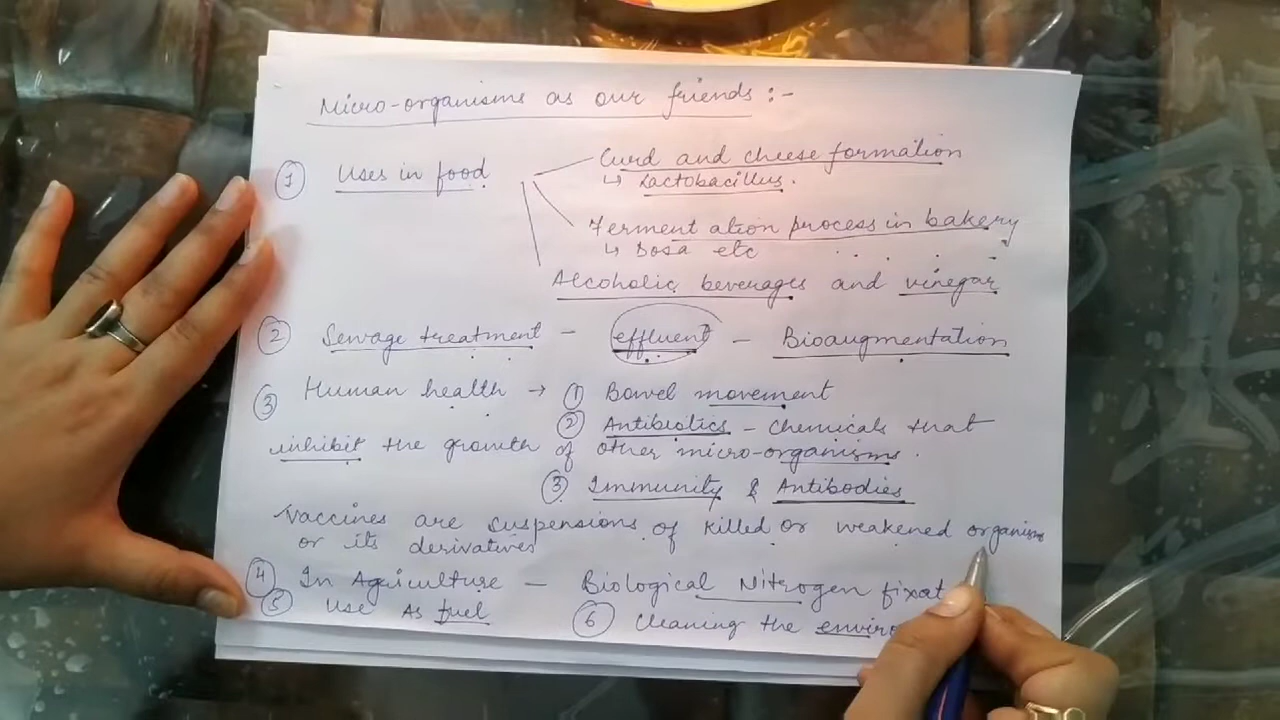 Micro-organisms as our friends :-
① Uses in food
Curd and cheese formation
↳ Lactobacillus.
Fermentation process in bakery
↳ Dosa etc
Alcoholic beverages and vinegar
② Sewage treatment - effluent - Bioaugmentation
③ Human health → ① Bowel movement
② Antibiotics - chemicals that
inhibit the growth of other micro-organisms.
③ Immunity & Antibodies
Vaccines are suspensions of killed or weakened organism
or its derivatives
④ In Agriculture - Biological Nitrogen fixat
⑤ Use As fuel ⑥ Cleaning the enviro